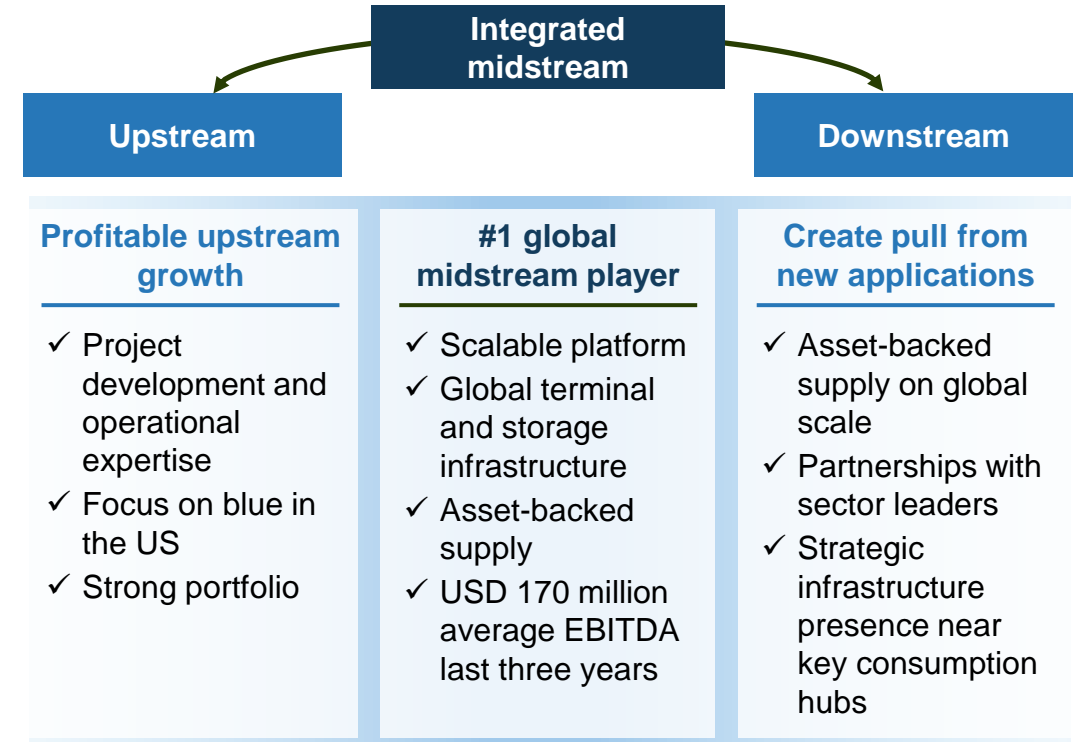 Integrated
midstream
Upstream
Downstream
Profitable upstream
growth
✓ Project
development and
operational
expertise
✓ Focus on blue in
the US
✓ Strong portfolio
#1 global
midstream player
✓ Scalable platform
✓ Global terminal
and storage
infrastructure
✓ Asset-backed
supply
✓ USD 170 million
average EBITDA
last three years
Create pull from
new applications
✓ Asset-backed
supply on global
scale
✓ Partnerships with
sector leaders
✓ Strategic
infrastructure
presence near
key consumption
hubs